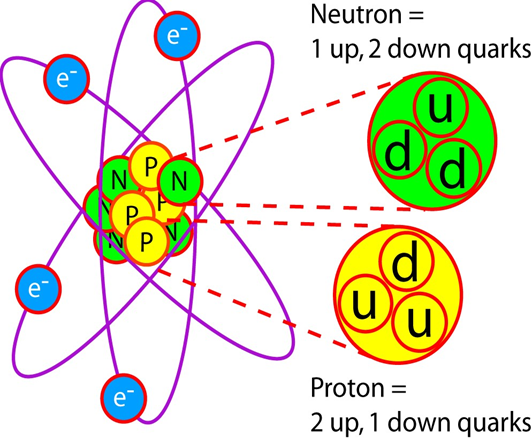 Neutron =
1 up, 2 down quarks
e-
e-
u
d
d
P
N
N
N
P
P
N
P
N
d
u
u
e-
e-
Proton =
2 up, 1 down quarks